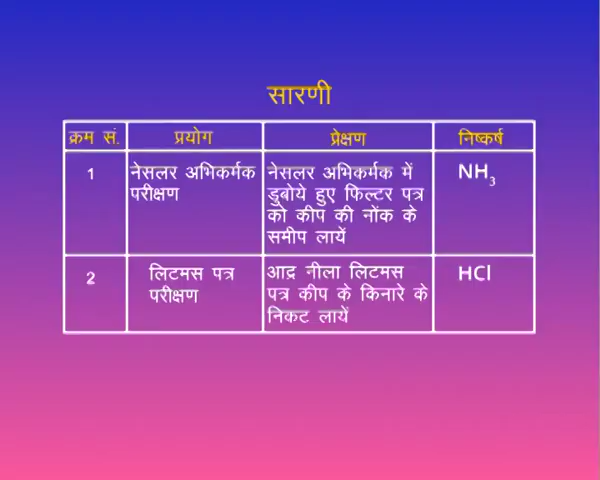 सारणी
क्रम सं. प्रयोग प्रेक्षण निष्कर्ष
1 नेसलर अभिकर्मक नेसलर अभिकर्मक में NH3
परीक्षण डुबोये हुए फिल्टर पत्र
को कीप की नोंक के
समीप लायें
2 लिटमस पत्र आद्र नीला लिटमस HCl
परीक्षण पत्र कीप के किनारे के
निकट लायें